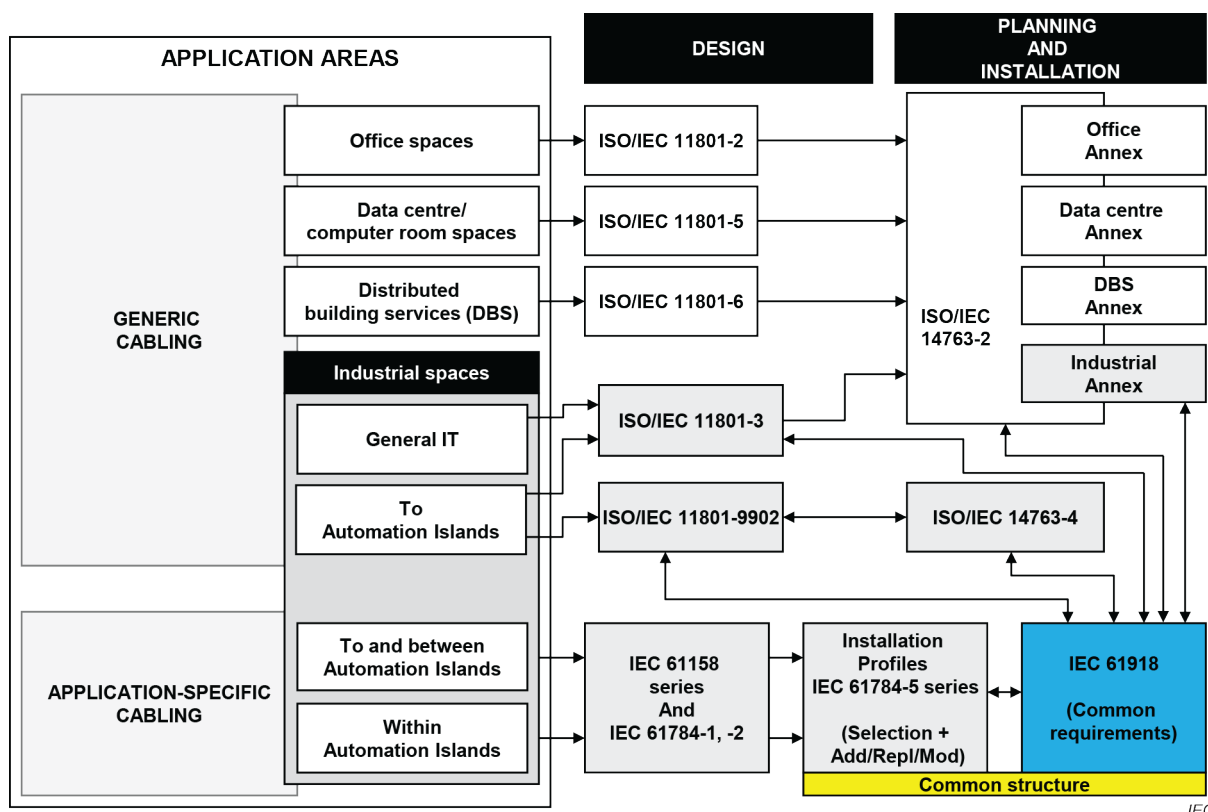 APPLICATION AREAS
DESIGN
PLANNING
AND
INSTALLATION
GENERIC
CABLING
Office spaces
ISO/IEC 11801-2
Office
Annex
Data centre/
computer room spaces
ISO/IEC 11801-5
Data centre
Annex
Distributed
building services (DBS)
ISO/IEC 11801-6
DBS
Annex
ISO/IEC
14763-2
Industrial spaces
Industrial
Annex
General IT
ISO/IEC 11801-3
To
Automation Islands
ISO/IEC 11801-9902
ISO/IEC 14763-4
APPLICATION-SPECIFIC
CABLING
To and between
Automation Islands
Within
Automation Islands
IEC 61158
series
And
IEC 61784-1, -2
Installation
Profiles
IEC 61784-5 series
(Selection +
Add/Repl/Mod)
IEC 61918
(Common
requirements)
Common structure
IEC